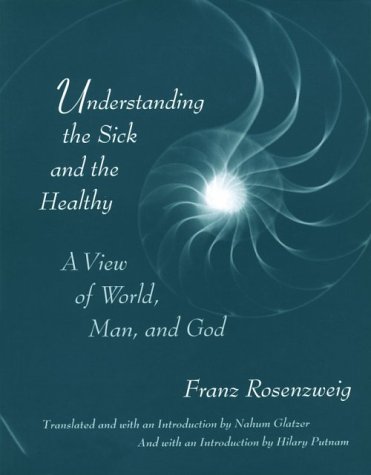 Understanding
the Sick
and the
Healthy
A View
of World,
Man, and God
Franz Rosenzweig
Translated and with an Introduction by Nahum Glatzer
And with an Introduction by Hilary Putnam